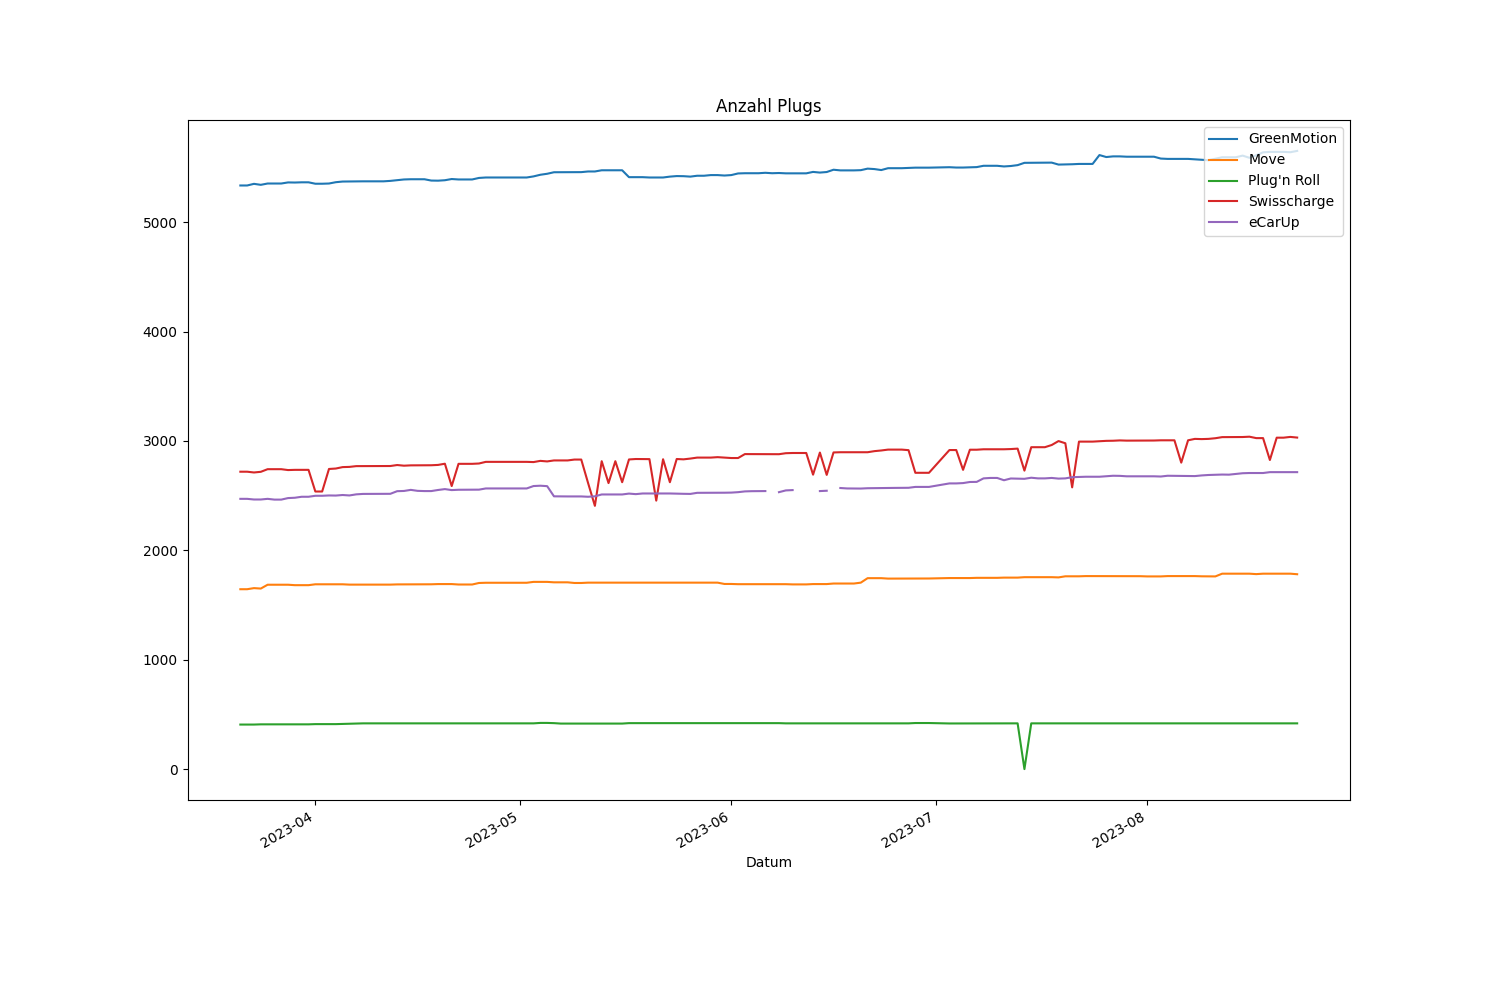 Anzahl Plugs
GreenMotion
Move
Plug'n Roll
Swisscharge
eCarUp
5000
4000
3000
2000
1000
0
2023-04
2023-05
2023-06
2023-07
2023-08
Datum